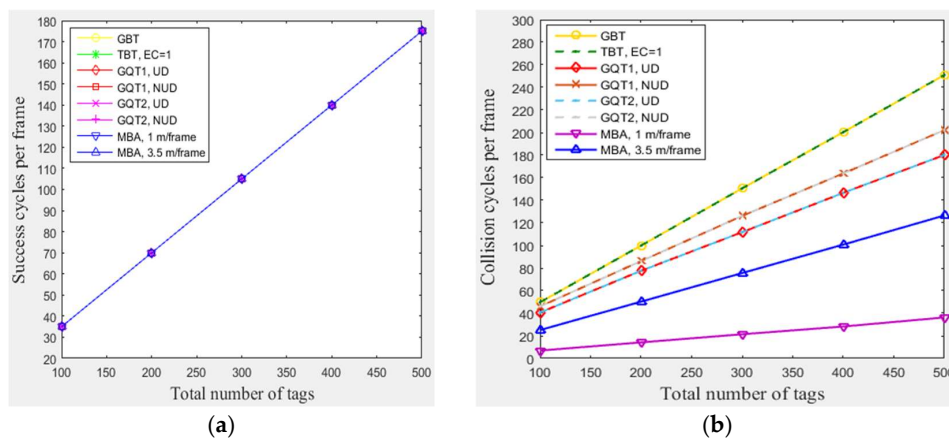 180
170
160
150
140
130
120
110
100
90
80
70
60
50
40
30
20
Success cycles per frame
GBT
TBT, EC=1
GQT1, UD
GQT1, NUD
GQT2, UD
GQT2, NUD
MBA, 1 m/frame
MBA, 3.5 m/frame
100 150 200 250 300 350 400 450 500
Total number of tags
(a)
300
280
260
240
220
200
180
160
140
120
100
80
60
40
20
0
Collision cycles per frame
GBT
TBT, EC=1
GQT1, UD
GQT1, NUD
GQT2, UD
GQT2, NUD
MBA, 1 m/frame
MBA, 3.5 m/frame
100 150 200 250 300 350 400 450 500
Total number of tags
(b)